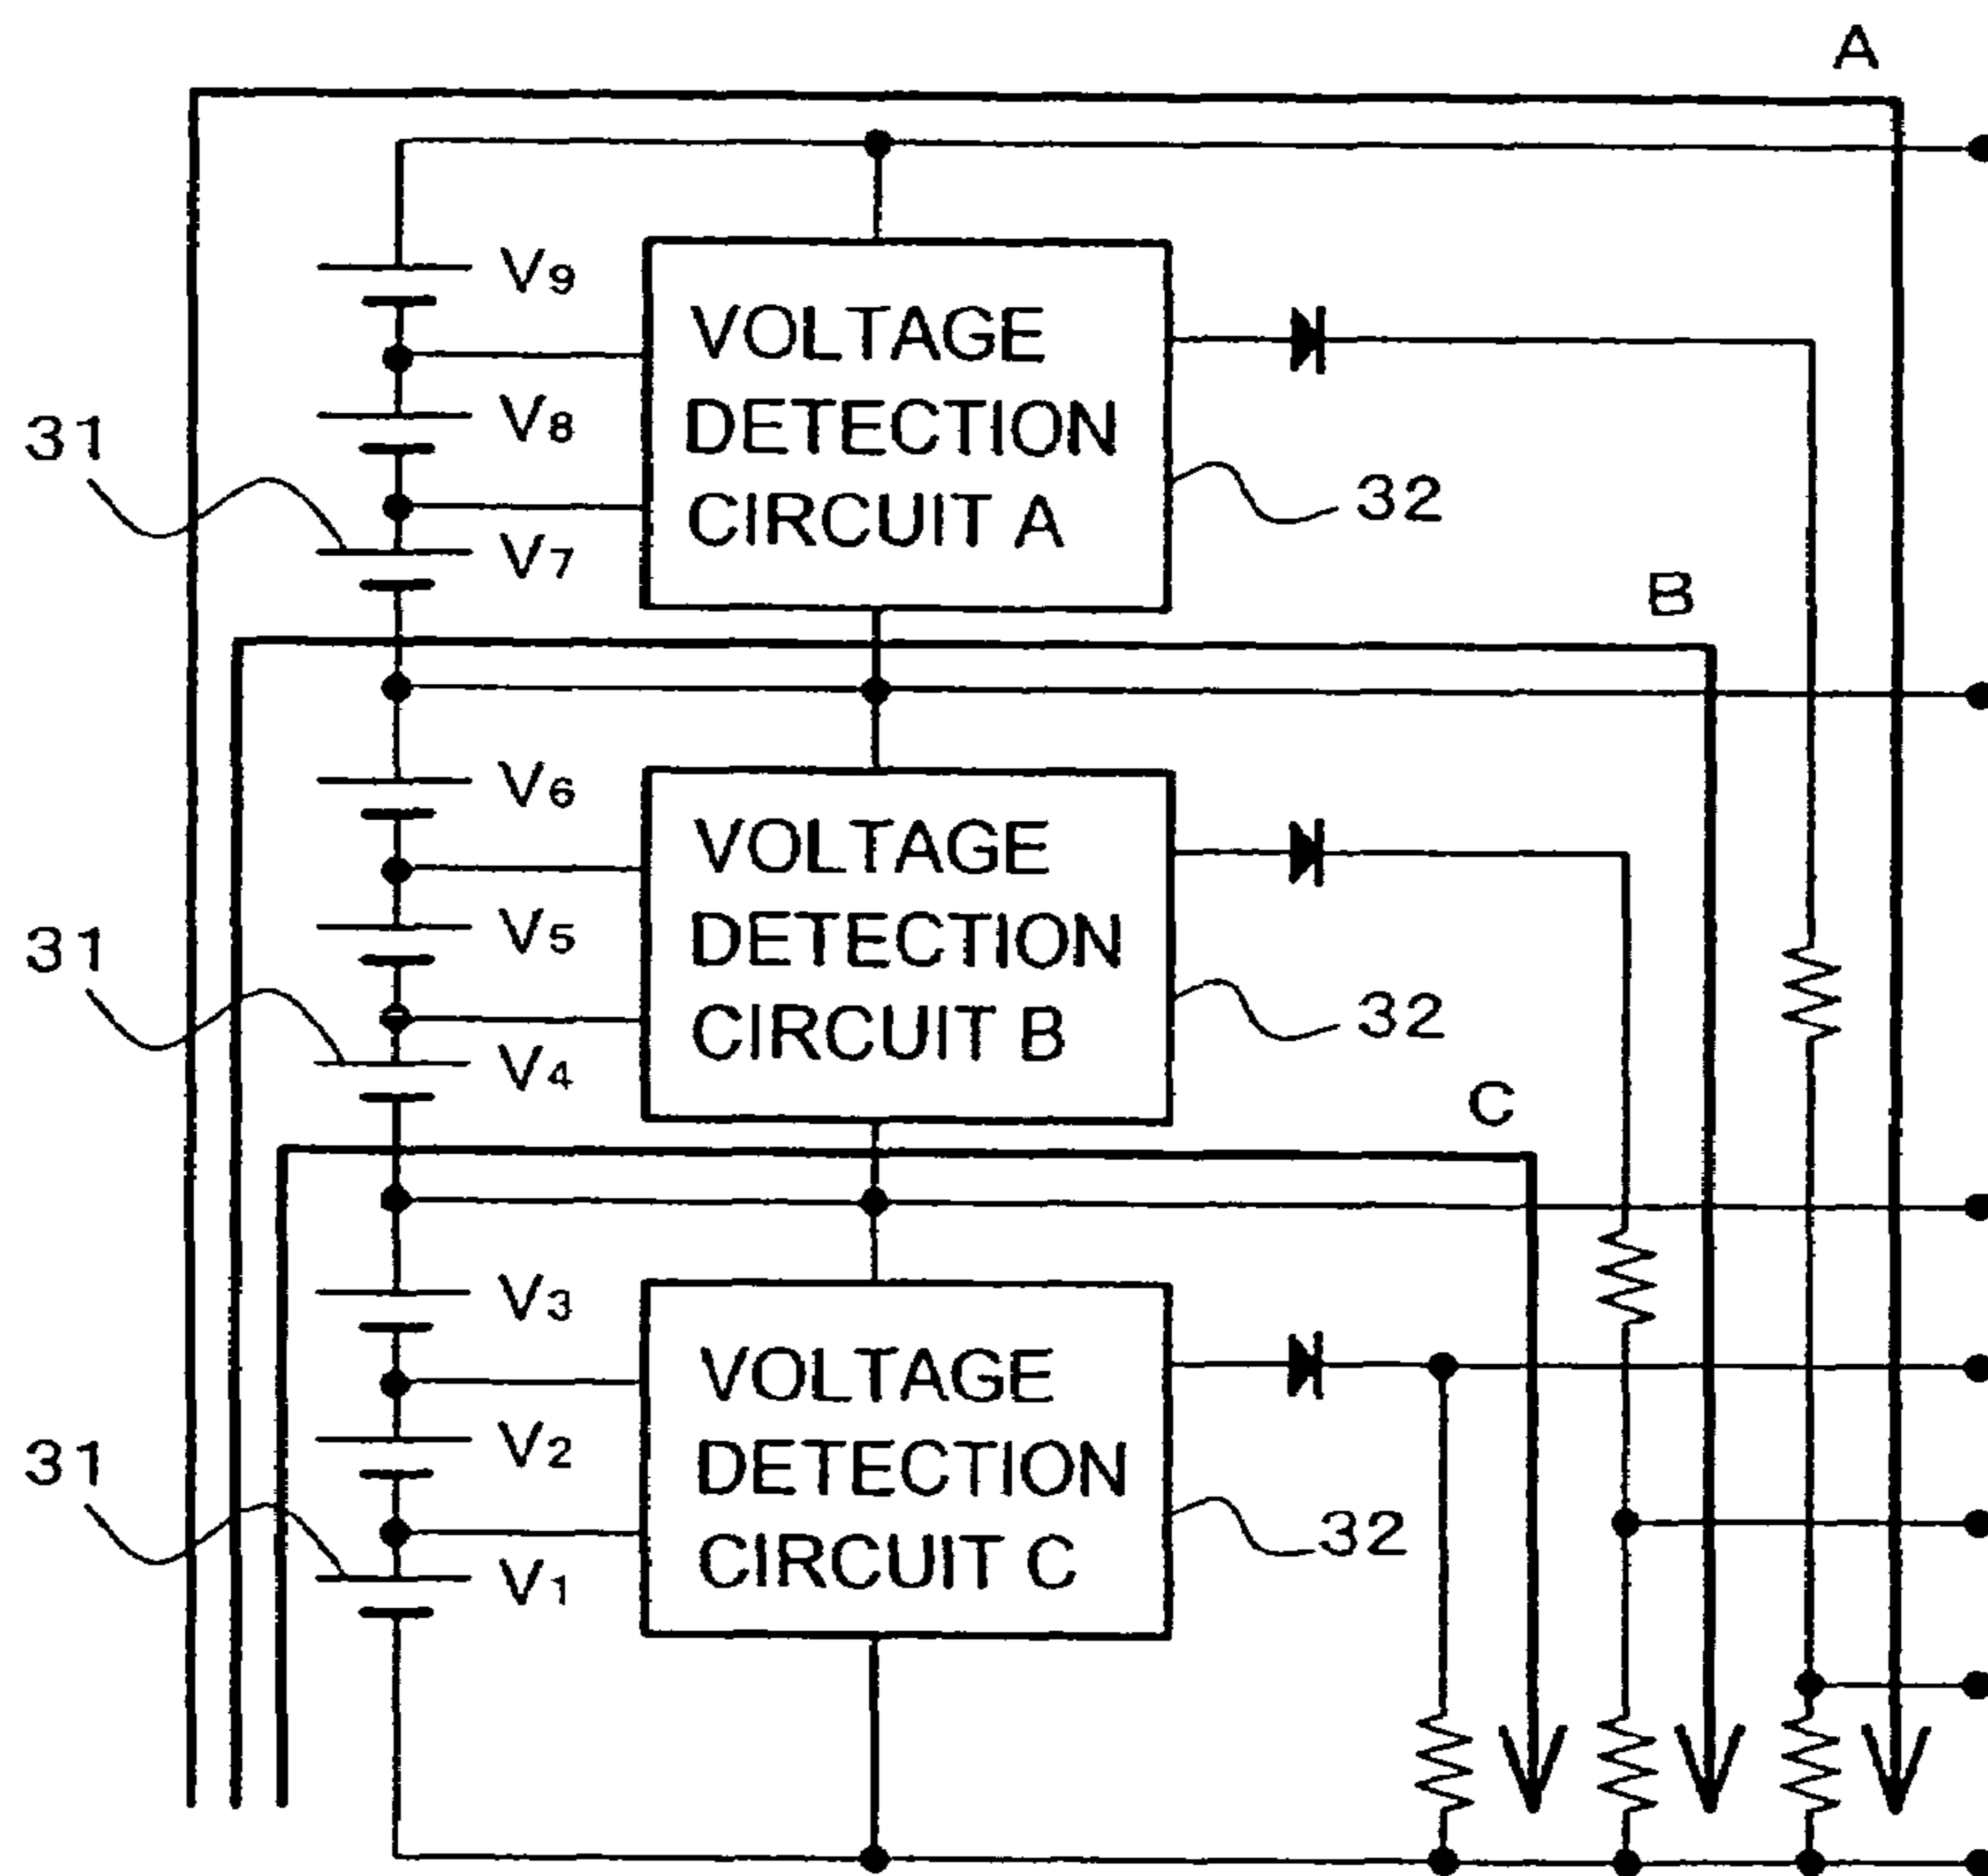 A
V9
VOLTAGE
DETECTION
CIRCUIT A
V8
31
32
V7
B
V6
VOLTAGE
DETECTION
CIRCUIT B
V5
31
32
V4
C
V3
VOLTAGE
DETECTION
CIRCUIT C
V2
31
32
V1